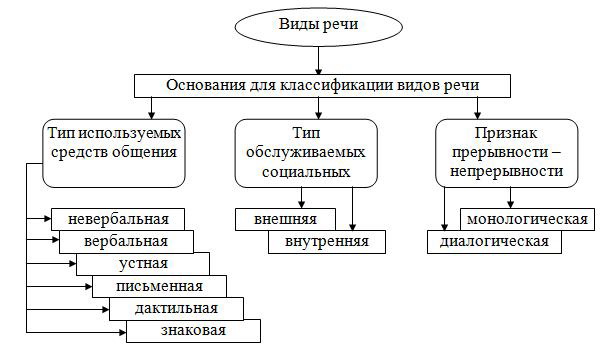 Виды речи
Основания для классификации видов речи
Тип используемых
средств общения
Тип
обслуживаемых
социальных
Признак
прерывности –
непрерывности
невербальная
вербальная
устная
письменная
дактильная
знаковая
внешняя
внутренняя
монологическая
диалогическая